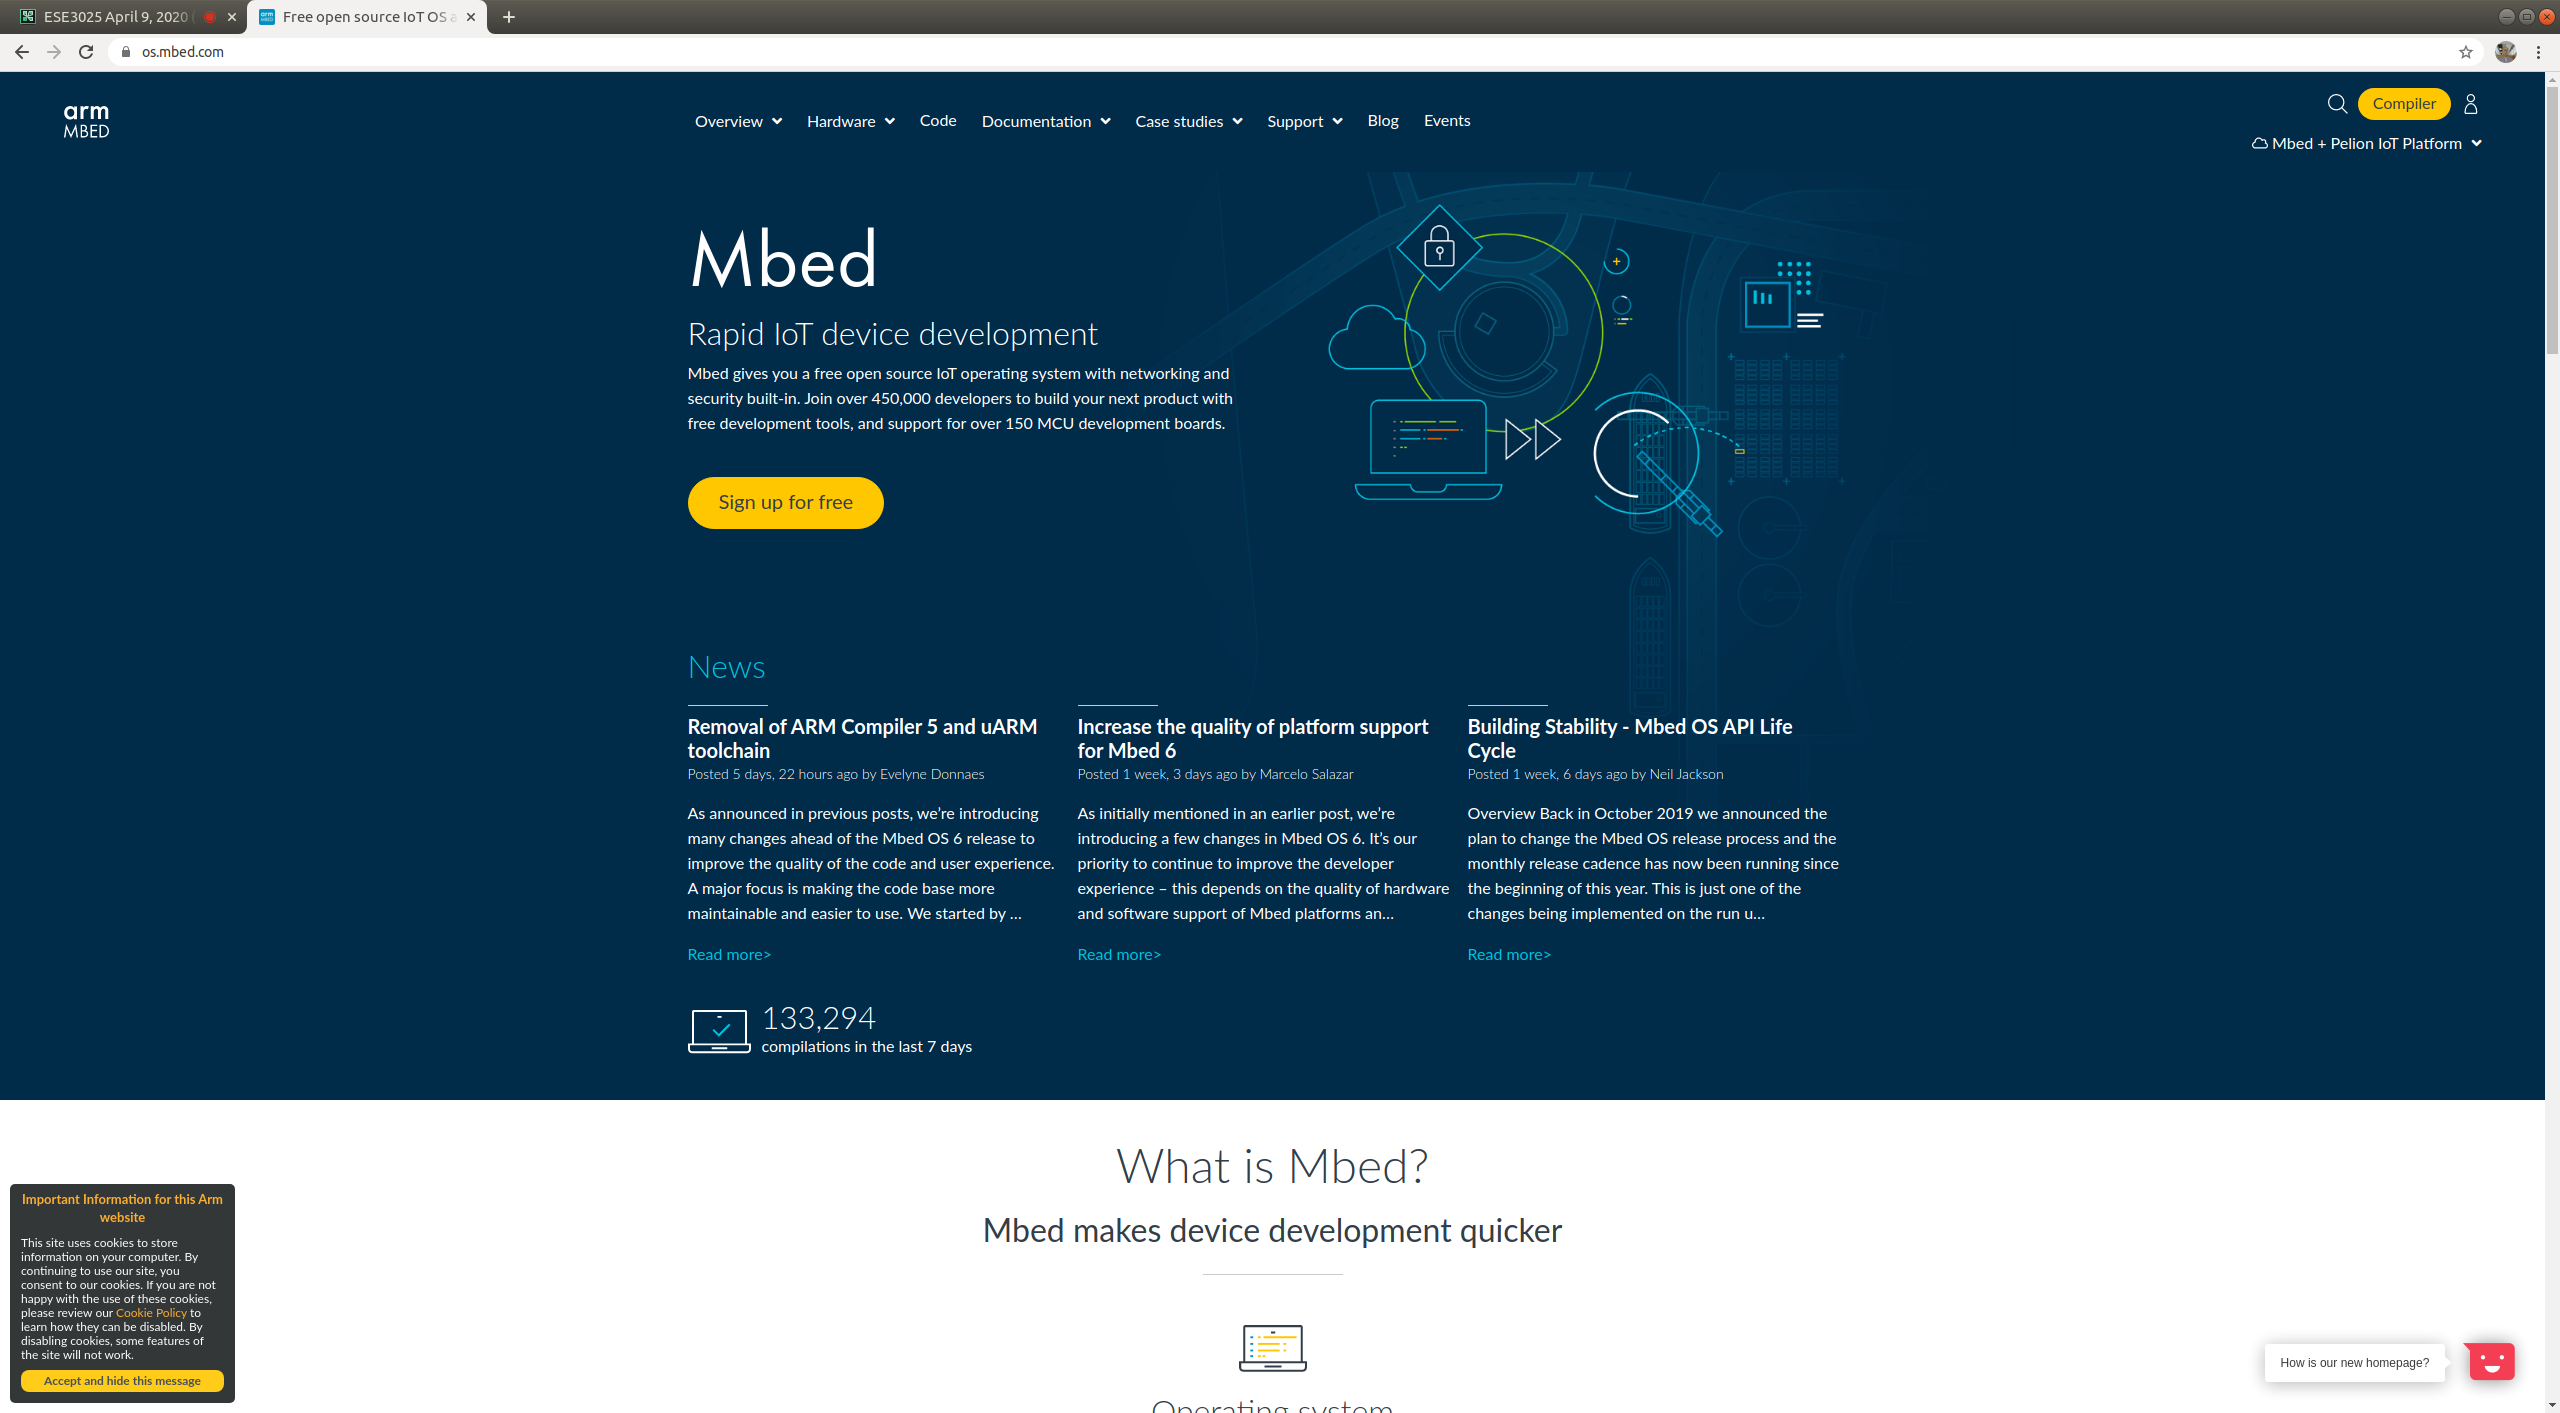 ESE3025 April 9, 2020 (
Free open source IoT OS a
os.mbed.com
arm
MBED
Overview
Hardware
Code
Documentation
Case studies
Support
Blog
Events
Compiler
Mbed + Pelion IoT Platform
Mbed
Rapid IoT device development
Mbed gives you a free open source IoT operating system with networking and
security built-in. Join over 450,000 developers to build your next product with
free development tools, and support for over 150 MCU development boards.
Sign up for free
News
Removal of ARM Compiler 5 and uARM
toolchain
Posted 5 days, 22 hours ago by Evelyne Donnaes
As announced in previous posts, we’re introducing
many changes ahead of the Mbed OS 6 release to
improve the quality of the code and user experience.
A major focus is making the code base more
maintainable and easier to use. We started by ...
Read more>
Increase the quality of platform support
for Mbed 6
Posted 1 week, 3 days ago by Marcelo Salazar
As initially mentioned in an earlier post, we’re
introducing a few changes in Mbed OS 6. It’s our
priority to continue to improve the developer
experience – this depends on the quality of hardware
and software support of Mbed platforms an...
Read more>
Building Stability - Mbed OS API Life
Cycle
Posted 1 week, 6 days ago by Neil Jackson
Overview Back in October 2019 we announced the
plan to change the Mbed OS release process and the
monthly release cadence has now been running since
the beginning of this year. This is just one of the
changes being implemented on the run u...
Read more>
133,294
compilations in the last 7 days
What is Mbed?
Mbed makes device development quicker
Operating system
Important Information for this Arm
website
This site uses cookies to store
information on your computer. By
continuing to use our site, you
consent to our cookies. If you are not
happy with the use of these cookies,
please review our Cookie Policy to
learn how they can be disabled. By
disabling cookies, some features of
the site will not work.
Accept and hide this message
How is our new homepage?